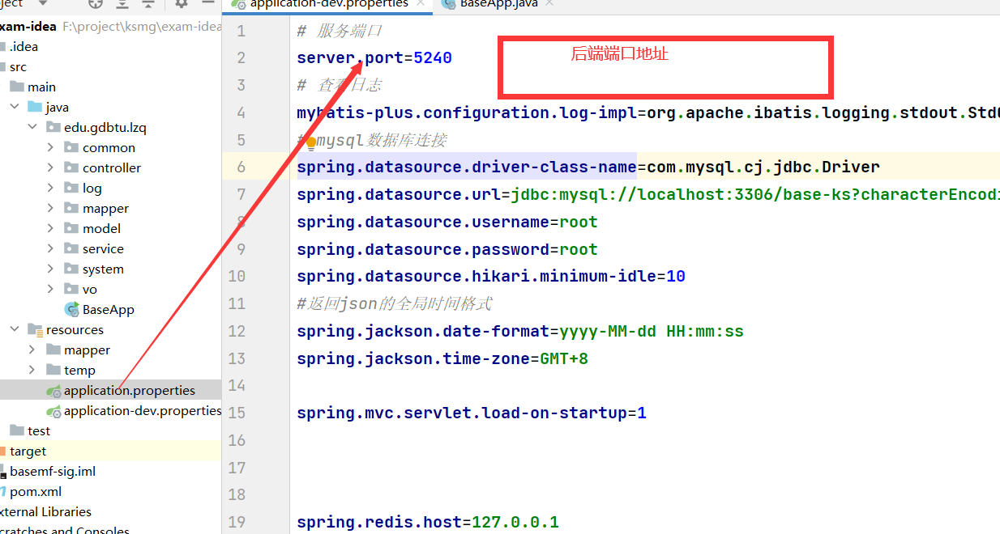 ject
application-dev.properties
BaseApp.java
xam-idea F:\project\ksmg\exam-idea
.idea
src
main
java
edu.gdbtu.lzq
common
controller
log
mapper
model
service
system
vo
BaseApp
resources
mapper
temp
application.properties
application-dev.properties
test
target
basemf-sig.iml
pom.xml
xternal Libraries
cratches and Consoles
1 # 服务端口
2 server.port=5240
后端端口地址
3 # 查看日志
4 mybatis-plus.configuration.log-impl=org.apache.ibatis.logging.stdout.StdO
5 #mysql数据库连接
6 spring.datasource.driver-class-name=com.mysql.cj.jdbc.Driver
7 spring.datasource.url=jdbc:mysql://localhost:3306/base-ks?characterEncodi
8 spring.datasource.username=root
9 spring.datasource.password=root
10 spring.datasource.hikari.minimum-idle=10
11 #返回json的全局时间格式
12 spring.jackson.date-format=yyyy-MM-dd HH:mm:ss
13 spring.jackson.time-zone=GMT+8
14
15 spring.mvc.servlet.load-on-startup=1
16
17
18
19 spring.redis.host=127.0.0.1